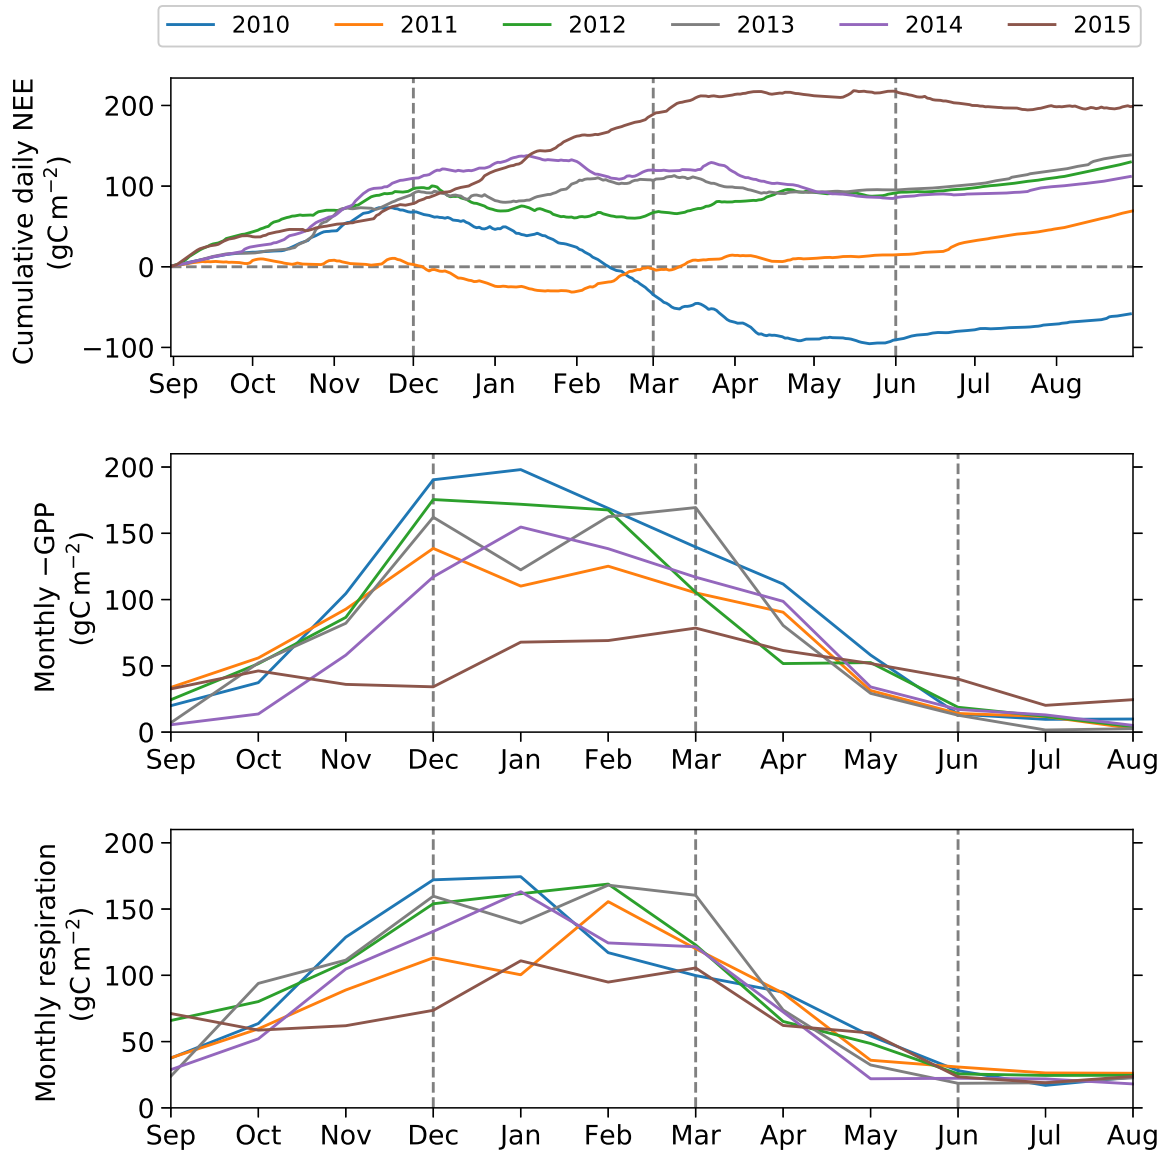 2010 2011 2012 2013 2014 2015
Cumulative daily NEE
(gC m⁻²)
200
100
0
−100
Sep Oct Nov Dec Jan Feb Mar Apr May Jun Jul Aug
Monthly −GPP
(gC m⁻²)
200
150
100
50
0
Sep Oct Nov Dec Jan Feb Mar Apr May Jun Jul Aug
Monthly respiration
(gC m⁻²)
200
150
100
50
0
Sep Oct Nov Dec Jan Feb Mar Apr May Jun Jul Aug